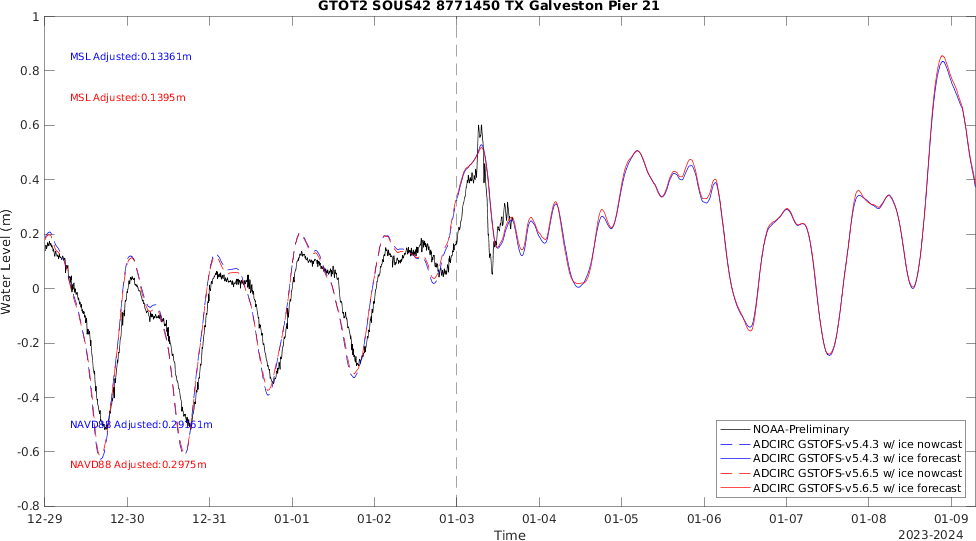 GTOT2 SOUS42 8771450 TX Galveston Pier 21
1
0.8
0.6
0.4
0.2
0
-0.2
-0.4
-0.6
-0.8
Water Level (m)
MSL Adjusted:0.13361m
MSL Adjusted:0.1395m
NAVD88 Adjusted:0.29161m
NAVD88 Adjusted:0.2975m
NOAA-Preliminary
ADCIRC GSTOFS-v5.4.3 w/ ice nowcast
ADCIRC GSTOFS-v5.4.3 w/ ice forecast
ADCIRC GSTOFS-v5.6.5 w/ ice nowcast
ADCIRC GSTOFS-v5.6.5 w/ ice forecast
12-29 12-30 12-31 01-01 01-02 01-03 01-04 01-05 01-06 01-07 01-08 01-09
Time
2023-2024